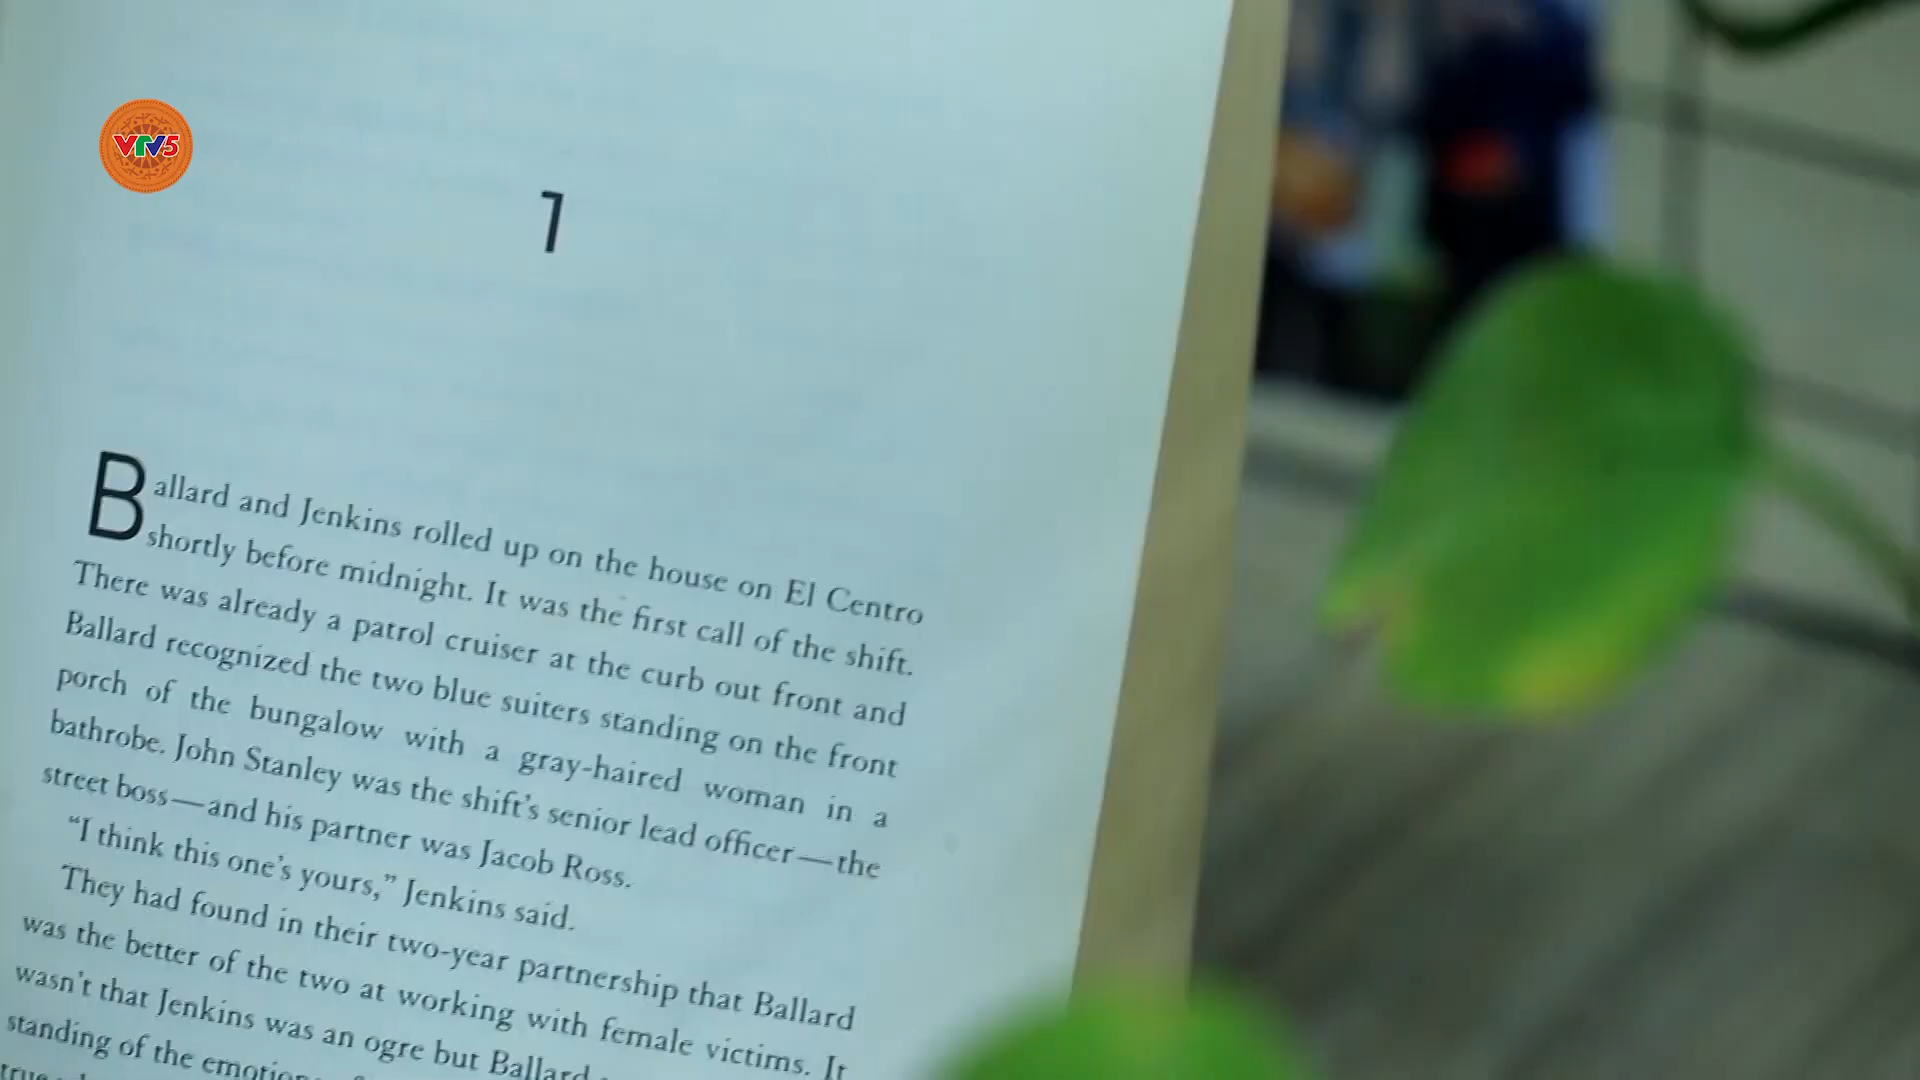 VTV5
1
Ballard and Jenkins rolled up on the house on El Centro
shortly before midnight. It was the first call of the shift.
There was already a patrol cruiser at the curb out front and
Ballard recognized the two blue suiters standing on the front
porch of the bungalow with a gray-haired woman in a
bathrobe. John Stanley was the shift’s senior lead officer—the
street boss—and his partner was Jacob Ross.
“I think this one’s yours,” Jenkins said.
They had found in their two-year partnership that Ballard
was the better of the two at working with female victims. It
wasn’t that Jenkins was an ogre but Ballard
standing of the